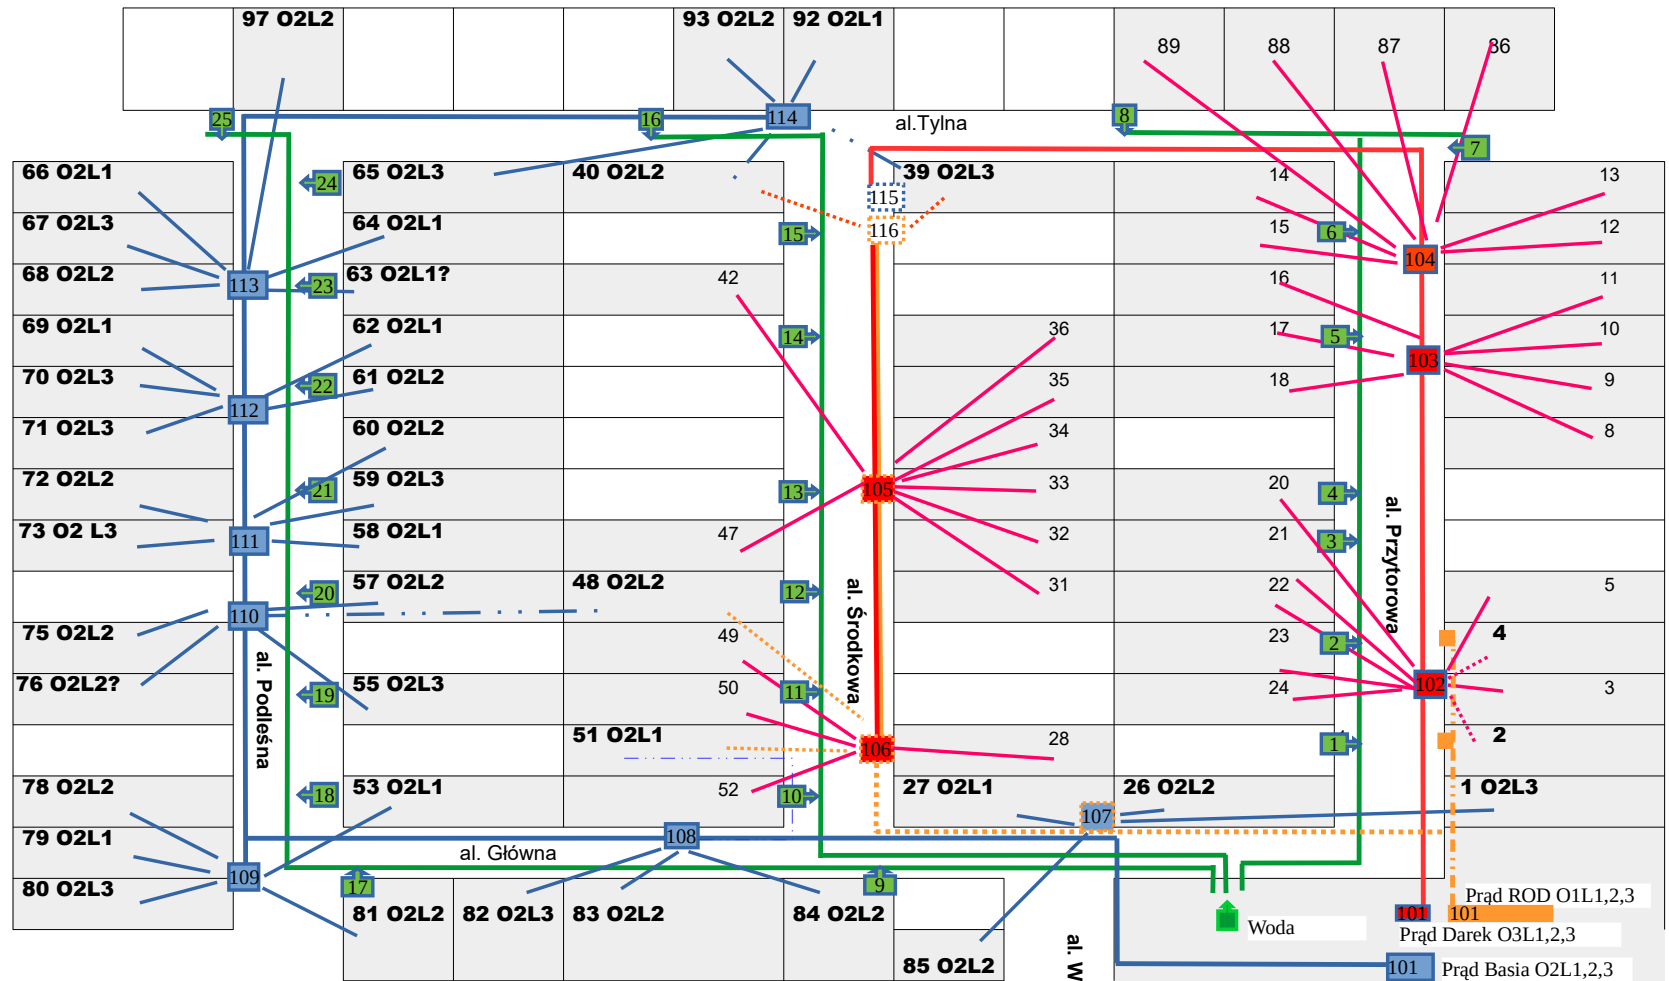 97 O2L2
93 O2L2
92 O2L1
89
88
87
86
25
16
114
8
al.Tylna
7
66 O2L1
24
65 O2L3
40 O2L2
39 O2L3
14
13
115
67 O2L3
64 O2L1
15
116
15
6
12
68 O2L2
113
23
63 O2L1?
42
104
16
11
69 O2L1
62 O2L1
14
36
17
5
10
103
70 O2L3
22
61 O2L2
35
18
9
112
71 O2L3
60 O2L2
34
8
72 O2L2
21
59 O2L3
13
105
33
20
4
al. Przytorowa
73 O2 L3
111
58 O2L1
47
32
21
3
57 O2L2
48 O2L2
20
12
al. Środkowa
31
22
5
110
75 O2L2
49
23
2
4
al. Podleśna
76 O2L2?
19
55 O2L3
50
11
24
102
3
51 O2L1
106
28
1
2
78 O2L2
18
53 O2L1
52
10
27 O2L1
26 O2L2
1 O2L3
107
79 O2L1
108
al. Główna
109
80 O2L3
17
9
81 O2L2
82 O2L3
83 O2L2
84 O2L2
Prąd ROD O1L1,2,3
101
101
Woda
Prąd Darek O3L1,2,3
al. W
85 O2L2
101
Prąd Basia O2L1,2,3